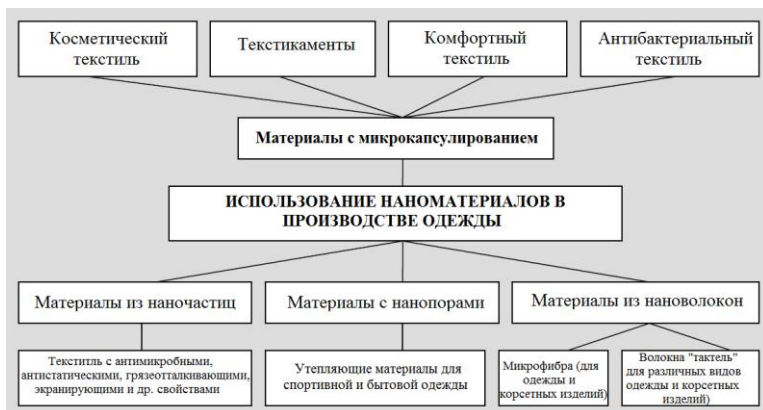 Косметический
текстиль
Текстикаменты
Комфортный
текстиль
Антибактериальный
текстиль
Материалы с микрокапсулированием
ИСПОЛЬЗОВАНИЕ НАНОМАТЕРИАЛОВ В
ПРОИЗВОДСТВЕ ОДЕЖДЫ
Материалы из наночастиц
Материалы с нанопорами
Материалы из нановолокон
Текститль с антимикробными,
антистатическими, грязеотталкивающими,
экранирующими и др. свойствами
Утепляющие материалы для
спортивной и бытовой одежды
Микрофибра (для
одежды и
корсетных изделий)
Волокна "тактель"
для различных видов
одежды и корсетных
изделий)